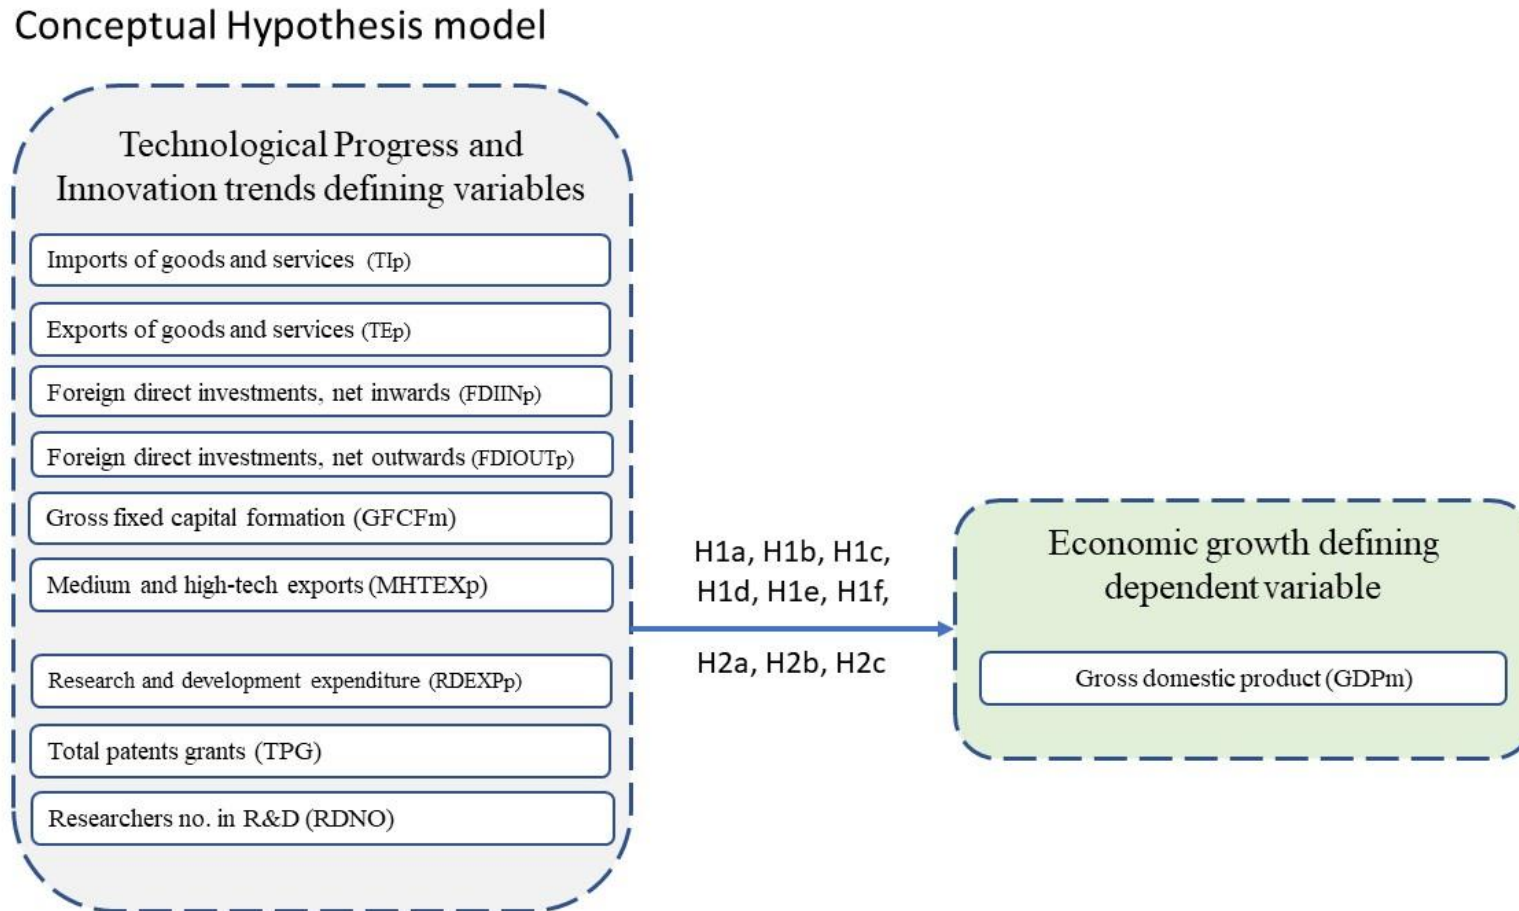 Conceptual Hypothesis model
Technological Progress and
Innovation trends defining variables
Imports of goods and services (TIp)
Exports of goods and services (TEp)
Foreign direct investments, net inwards (FDIINp)
Foreign direct investments, net outwards (FDIOUTp)
Gross fixed capital formation (GFCFm)
Medium and high-tech exports (MHTEXp)
Research and development expenditure (RDEXPp)
Total patents grants (TPG)
Researchers no. in R&D (RDNO)
H1a, H1b, H1c,
H1d, H1e, H1f,
H2a, H2b, H2c
Economic growth defining
dependent variable
Gross domestic product (GDPm)